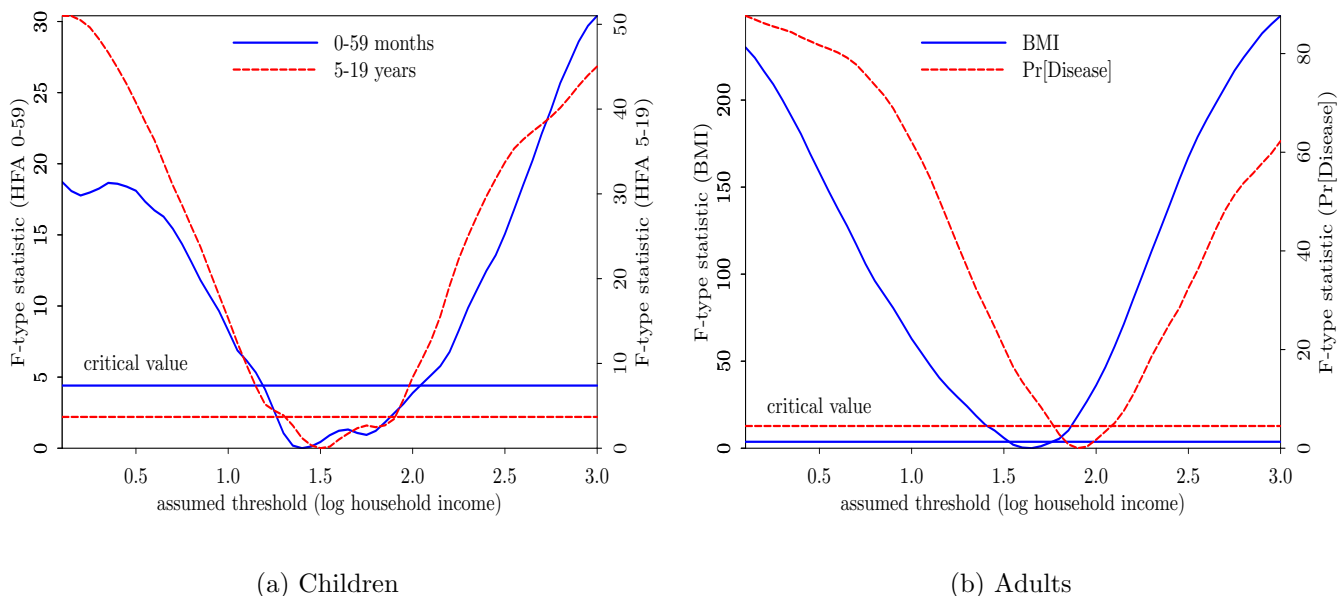 0-59 months
5-19 years
critical value
F-type statistic (HFA 0-59)
0 5 10 15 20 25 30
F-type statistic (HFA 5-19)
0 10 20 30 40 50
0.5 1.0 1.5 2.0 2.5 3.0
assumed threshold (log household income)
(a) Children
BMI
Pr[Disease]
critical value
F-type statistic (BMI)
0 50 100 150 200
F-type statistic (Pr[Disease])
0 20 40 60 80
0.5 1.0 1.5 2.0 2.5 3.0
assumed threshold (log household income)
(b) Adults